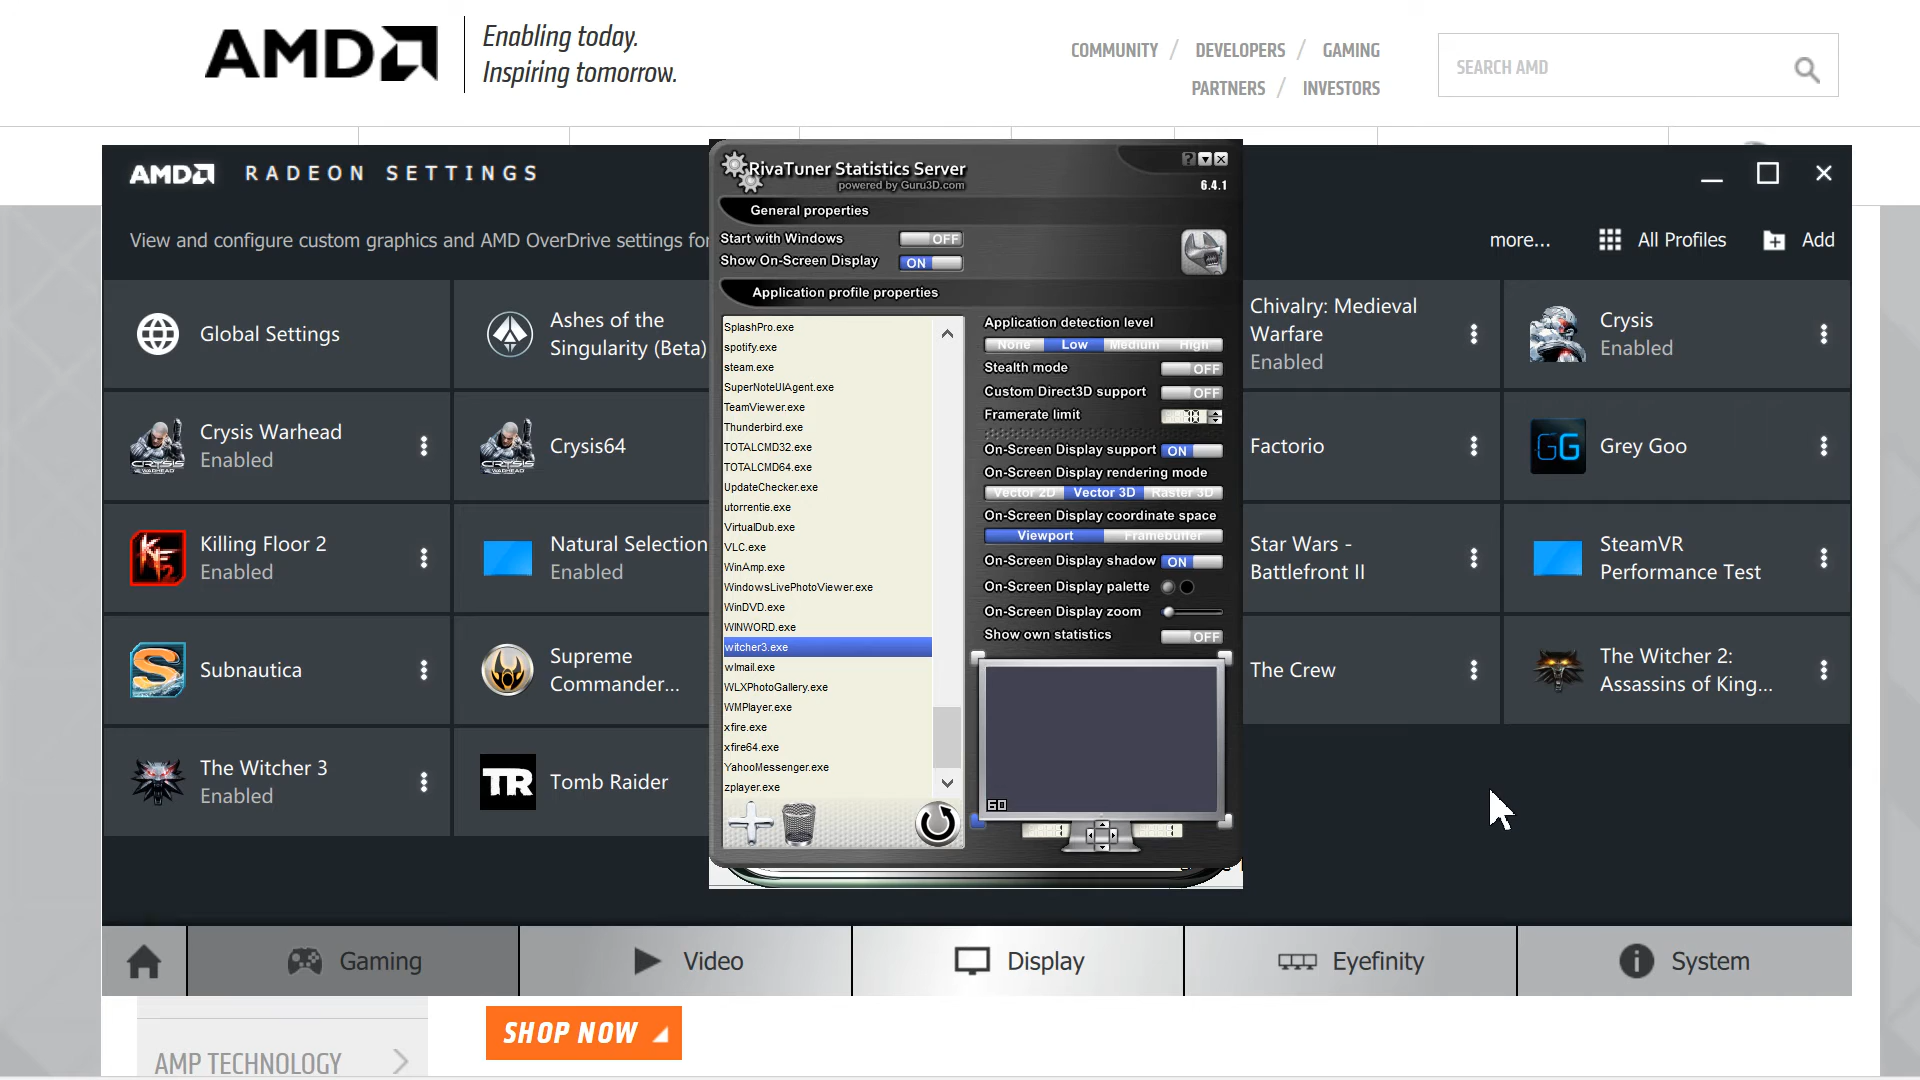 AMD
Enabling today.
Inspiring tomorrow.
COMMUNITY / DEVELOPERS / GAMING
PARTNERS / INVESTORS
SEARCH AMD
AMD RADEON SETTINGS
View and configure custom graphics and AMD OverDrive settings for
more...
All Profiles
Add
Global Settings
Ashes of the
Singularity (Beta)
Chivalry: Medieval
Warfare
Enabled
Crysis
Enabled
Crysis Warhead
Enabled
Crysis64
Factorio
GG
Grey Goo
KF2
Killing Floor 2
Enabled
Natural Selection
Enabled
Star Wars -
Battlefront II
SteamVR
Performance Test
Subnautica
Supreme
Commander...
The Crew
The Witcher 2:
Assassins of King...
The Witcher 3
Enabled
TR
Tomb Raider
RivaTuner Statistics Server
powered by Guru3D.com
?
6.4.1
General properties
Start with Windows OFF
Show On-Screen Display ON
Application profile properties
SplashPro.exe
spotify.exe
steam.exe
SuperNoteUIAgent.exe
TeamViewer.exe
Thunderbird.exe
TOTALCMD32.exe
TOTALCMD64.exe
UpdateChecker.exe
utorrentie.exe
VirtualDub.exe
VLC.exe
WinAmp.exe
WindowsLivePhotoViewer.exe
WinDVD.exe
WINWORD.exe
witcher3.exe
wlmail.exe
WLXPhotoGallery.exe
WMPlayer.exe
xfire.exe
xfire64.exe
YahooMessenger.exe
zplayer.exe
Application detection level
None Low Medium High
Stealth mode OFF
Custom Direct3D support OFF
Framerate limit
On-Screen Display support ON
On-Screen Display rendering mode
Vector 2D Vector 3D Raster 3D
On-Screen Display coordinate space
Viewport Framebuffer
On-Screen Display shadow ON
On-Screen Display palette
On-Screen Display zoom
Show own statistics OFF
60
1 1
Gaming
Video
Display
Eyefinity
System
SHOP NOW
AMP TECHNOLOGY